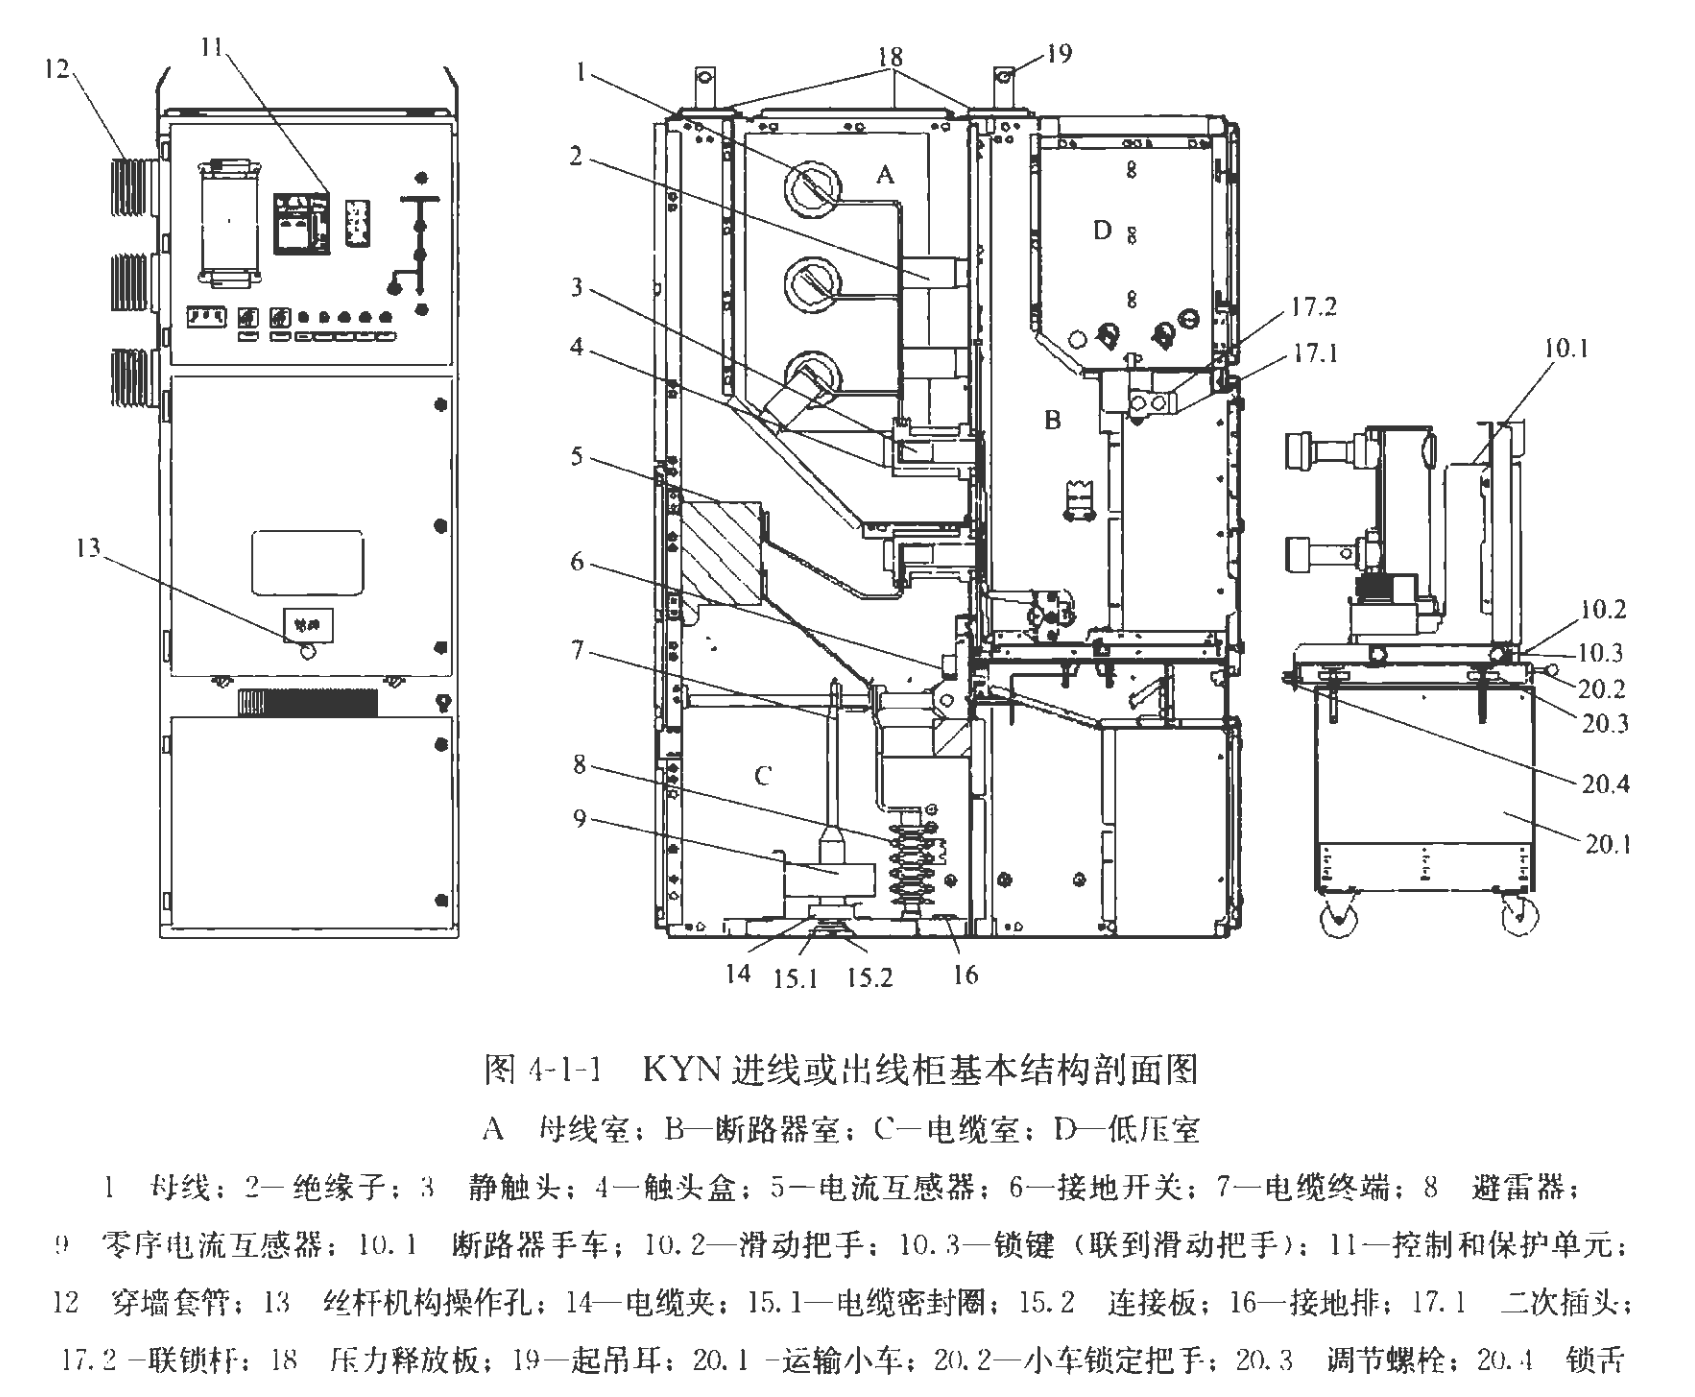 11
12
1
18
19
2
A
D
3
17.2
4
17.1
10.1
B
5
13
6
10.2
7
10.3
20.2
20.3
8
C
20.4
9
20.1
14
15.1
15.2
16
图 4-1-1 KYN 进线或出线柜基本结构剖面图
A 母线室；B—断路器室；C—电缆室；D—低压室
1 母线；2—绝缘子；3 静触头；4—触头盒；5—电流互感器；6—接地开关；7—电缆终端；8 避雷器；
9 零序电流互感器；10.1 断路器手车；10.2—滑动把手；10.3—锁键（联到滑动把手）；11—控制和保护单元；
12 穿墙套管；13 丝杆机构操作孔；14—电缆夹；15.1—电缆密封圈；15.2 连接板；16—接地排；17.1 二次插头；
17.2—联锁杆；18 压力释放板；19—起吊耳；20.1—运输小车；20.2—小车锁定把手；20.3 调节螺栓；20.4 锁舌